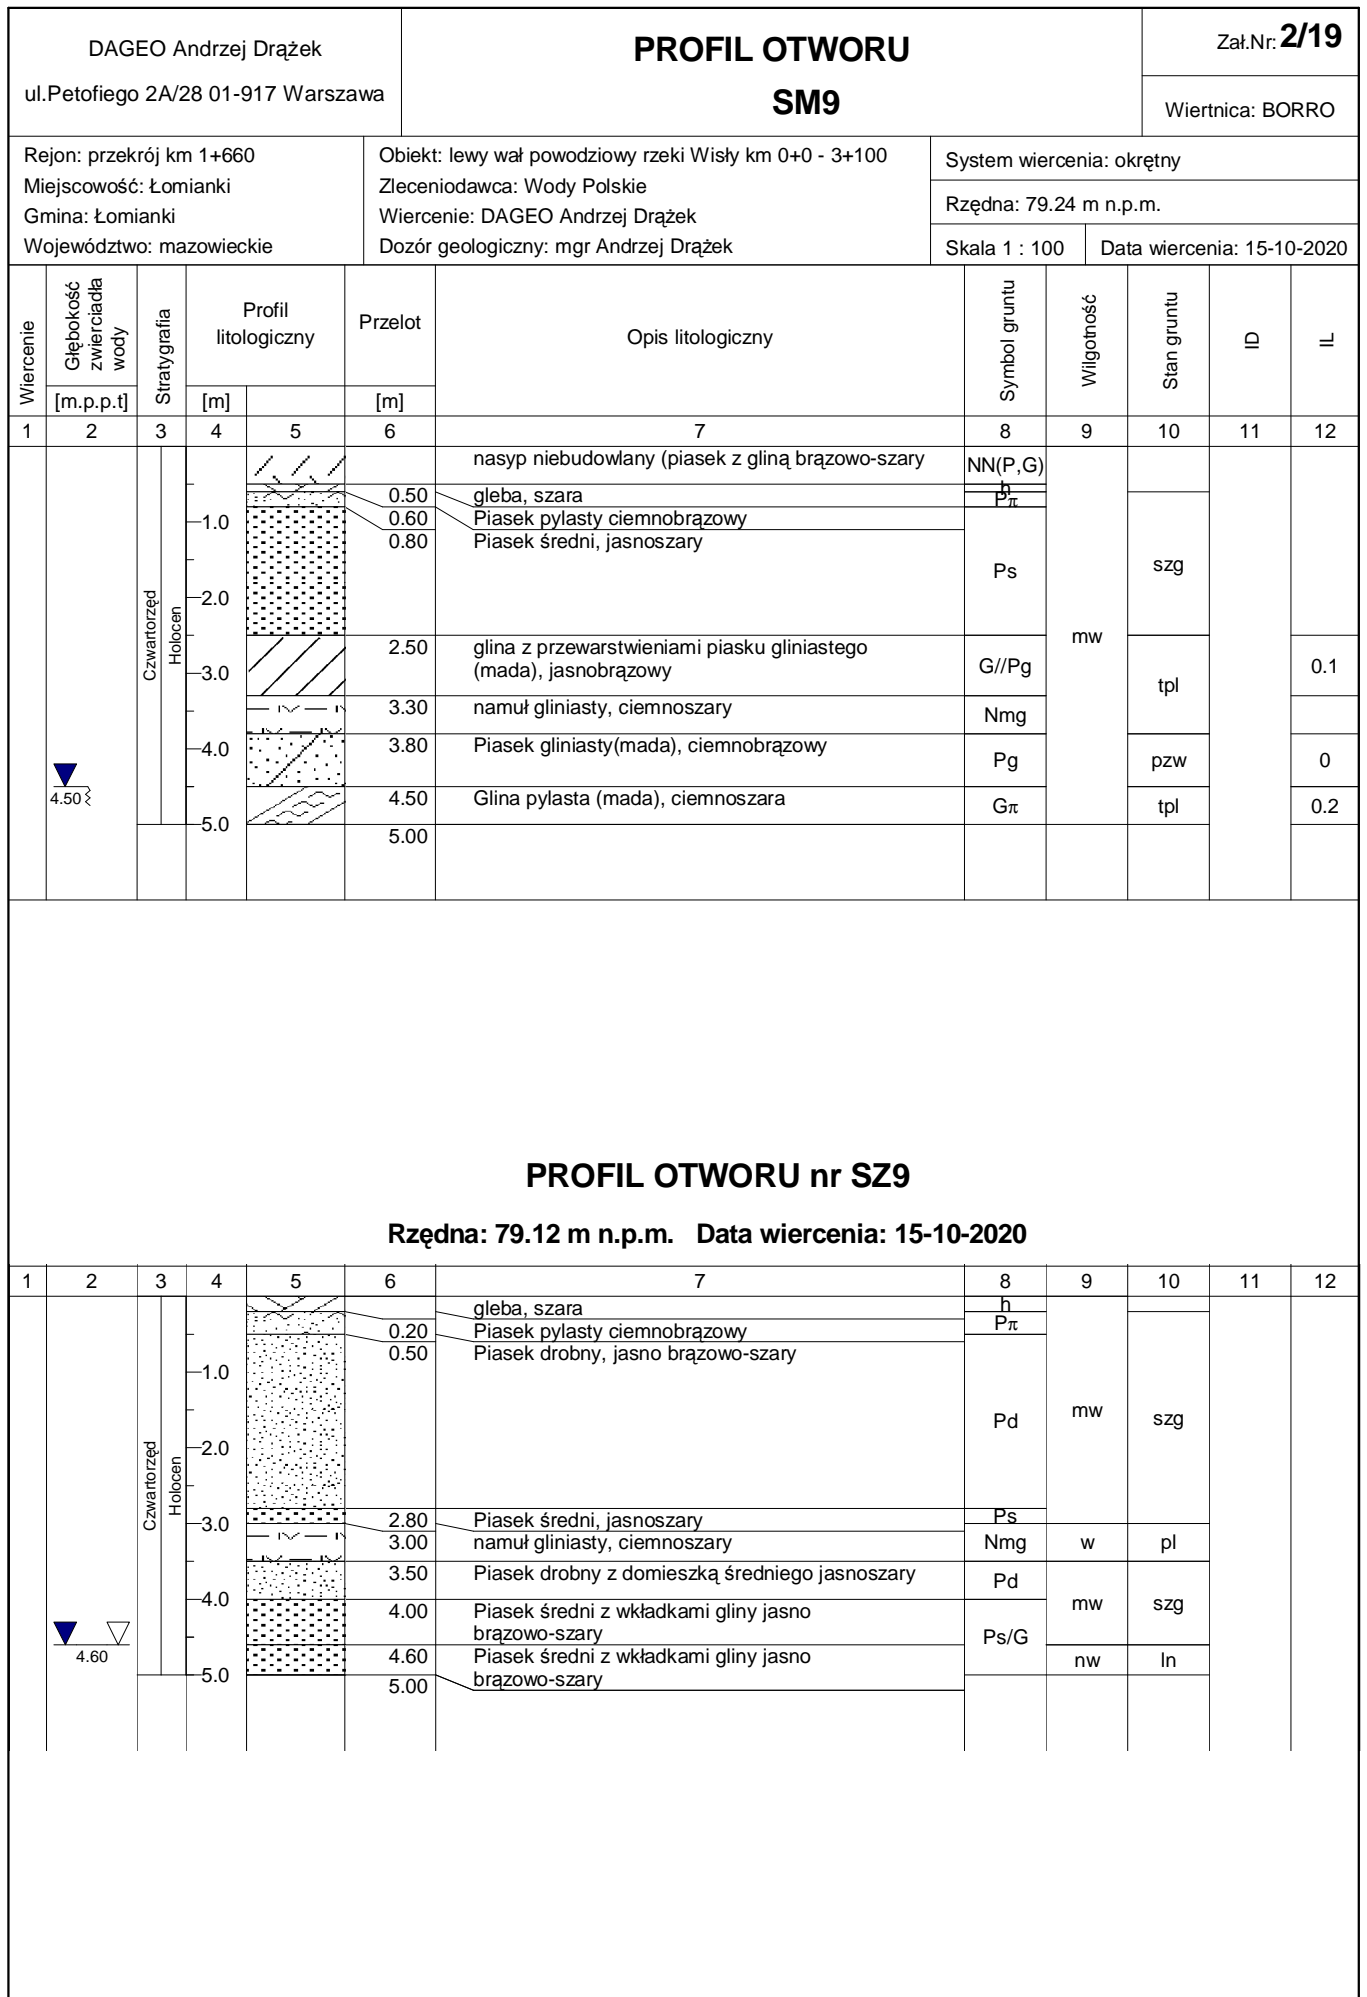 DAGEO Andrzej Drążek
ul.Petofiego 2A/28 01-917 Warszawa
PROFIL OTWORU
SM9
Zał.Nr: 2/19
Wiertnica: BORRO
Rejon: przekrój km 1+660
Miejscowość: Łomianki
Gmina: Łomianki
Województwo: mazowieckie
Obiekt: lewy wał powodziowy rzeki Wisły km 0+0 - 3+100
Zleceniodawca: Wody Polskie
Wiercenie: DAGEO Andrzej Drążek
Dozór geologiczny: mgr Andrzej Drążek
System wiercenia: okrętny
Rzędna: 79.24 m n.p.m.
Skala 1 : 100 Data wiercenia: 15-10-2020
Wiercenie
Głębokość
zwierciadła
wody
[m.p.p.t]
Stratygrafia
Profil
litologiczny
[m]
Przelot
[m]
Opis litologiczny
Symbol gruntu
Wilgotność
Stan gruntu
ID
IL
1 2 3 4 5 6 7 8 9 10 11 12
nasyp niebudowlany (piasek z gliną brązowo-szary NN(P,G)
0.50 gleba, szara h
1.0 0.60 Piasek pylasty ciemnobrązowy Pπ
0.80 Piasek średni, jasnoszary
Ps szg
2.0
Czwartorzęd
Holocen
mw
2.50 glina z przewarstwieniami piasku gliniastego
3.0 (mada), jasnobrązowy G//Pg tpl 0.1
3.30 namuł gliniasty, ciemnoszary Nmg
4.0 3.80 Piasek gliniasty(mada), ciemnobrązowy Pg pzw 0
4.50 4.50 Glina pylasta (mada), ciemnoszara Gπ tpl 0.2
5.0 5.00
PROFIL OTWORU nr SZ9
Rzędna: 79.12 m n.p.m. Data wiercenia: 15-10-2020
1 2 3 4 5 6 7 8 9 10 11 12
gleba, szara h
0.20 Piasek pylasty ciemnobrązowy Pπ
0.50 Piasek drobny, jasno brązowo-szary
1.0
Pd mw szg
2.0
Czwartorzęd
Holocen
3.0 2.80 Piasek średni, jasnoszary Ps
3.00 namuł gliniasty, ciemnoszary Nmg w pl
3.50 Piasek drobny z domieszką średniego jasnoszary Pd
4.0 4.00 Piasek średni z wkładkami gliny jasno mw szg
brązowo-szary Ps/G
4.60 4.60 Piasek średni z wkładkami gliny jasno nw ln
5.0 5.00 brązowo-szary